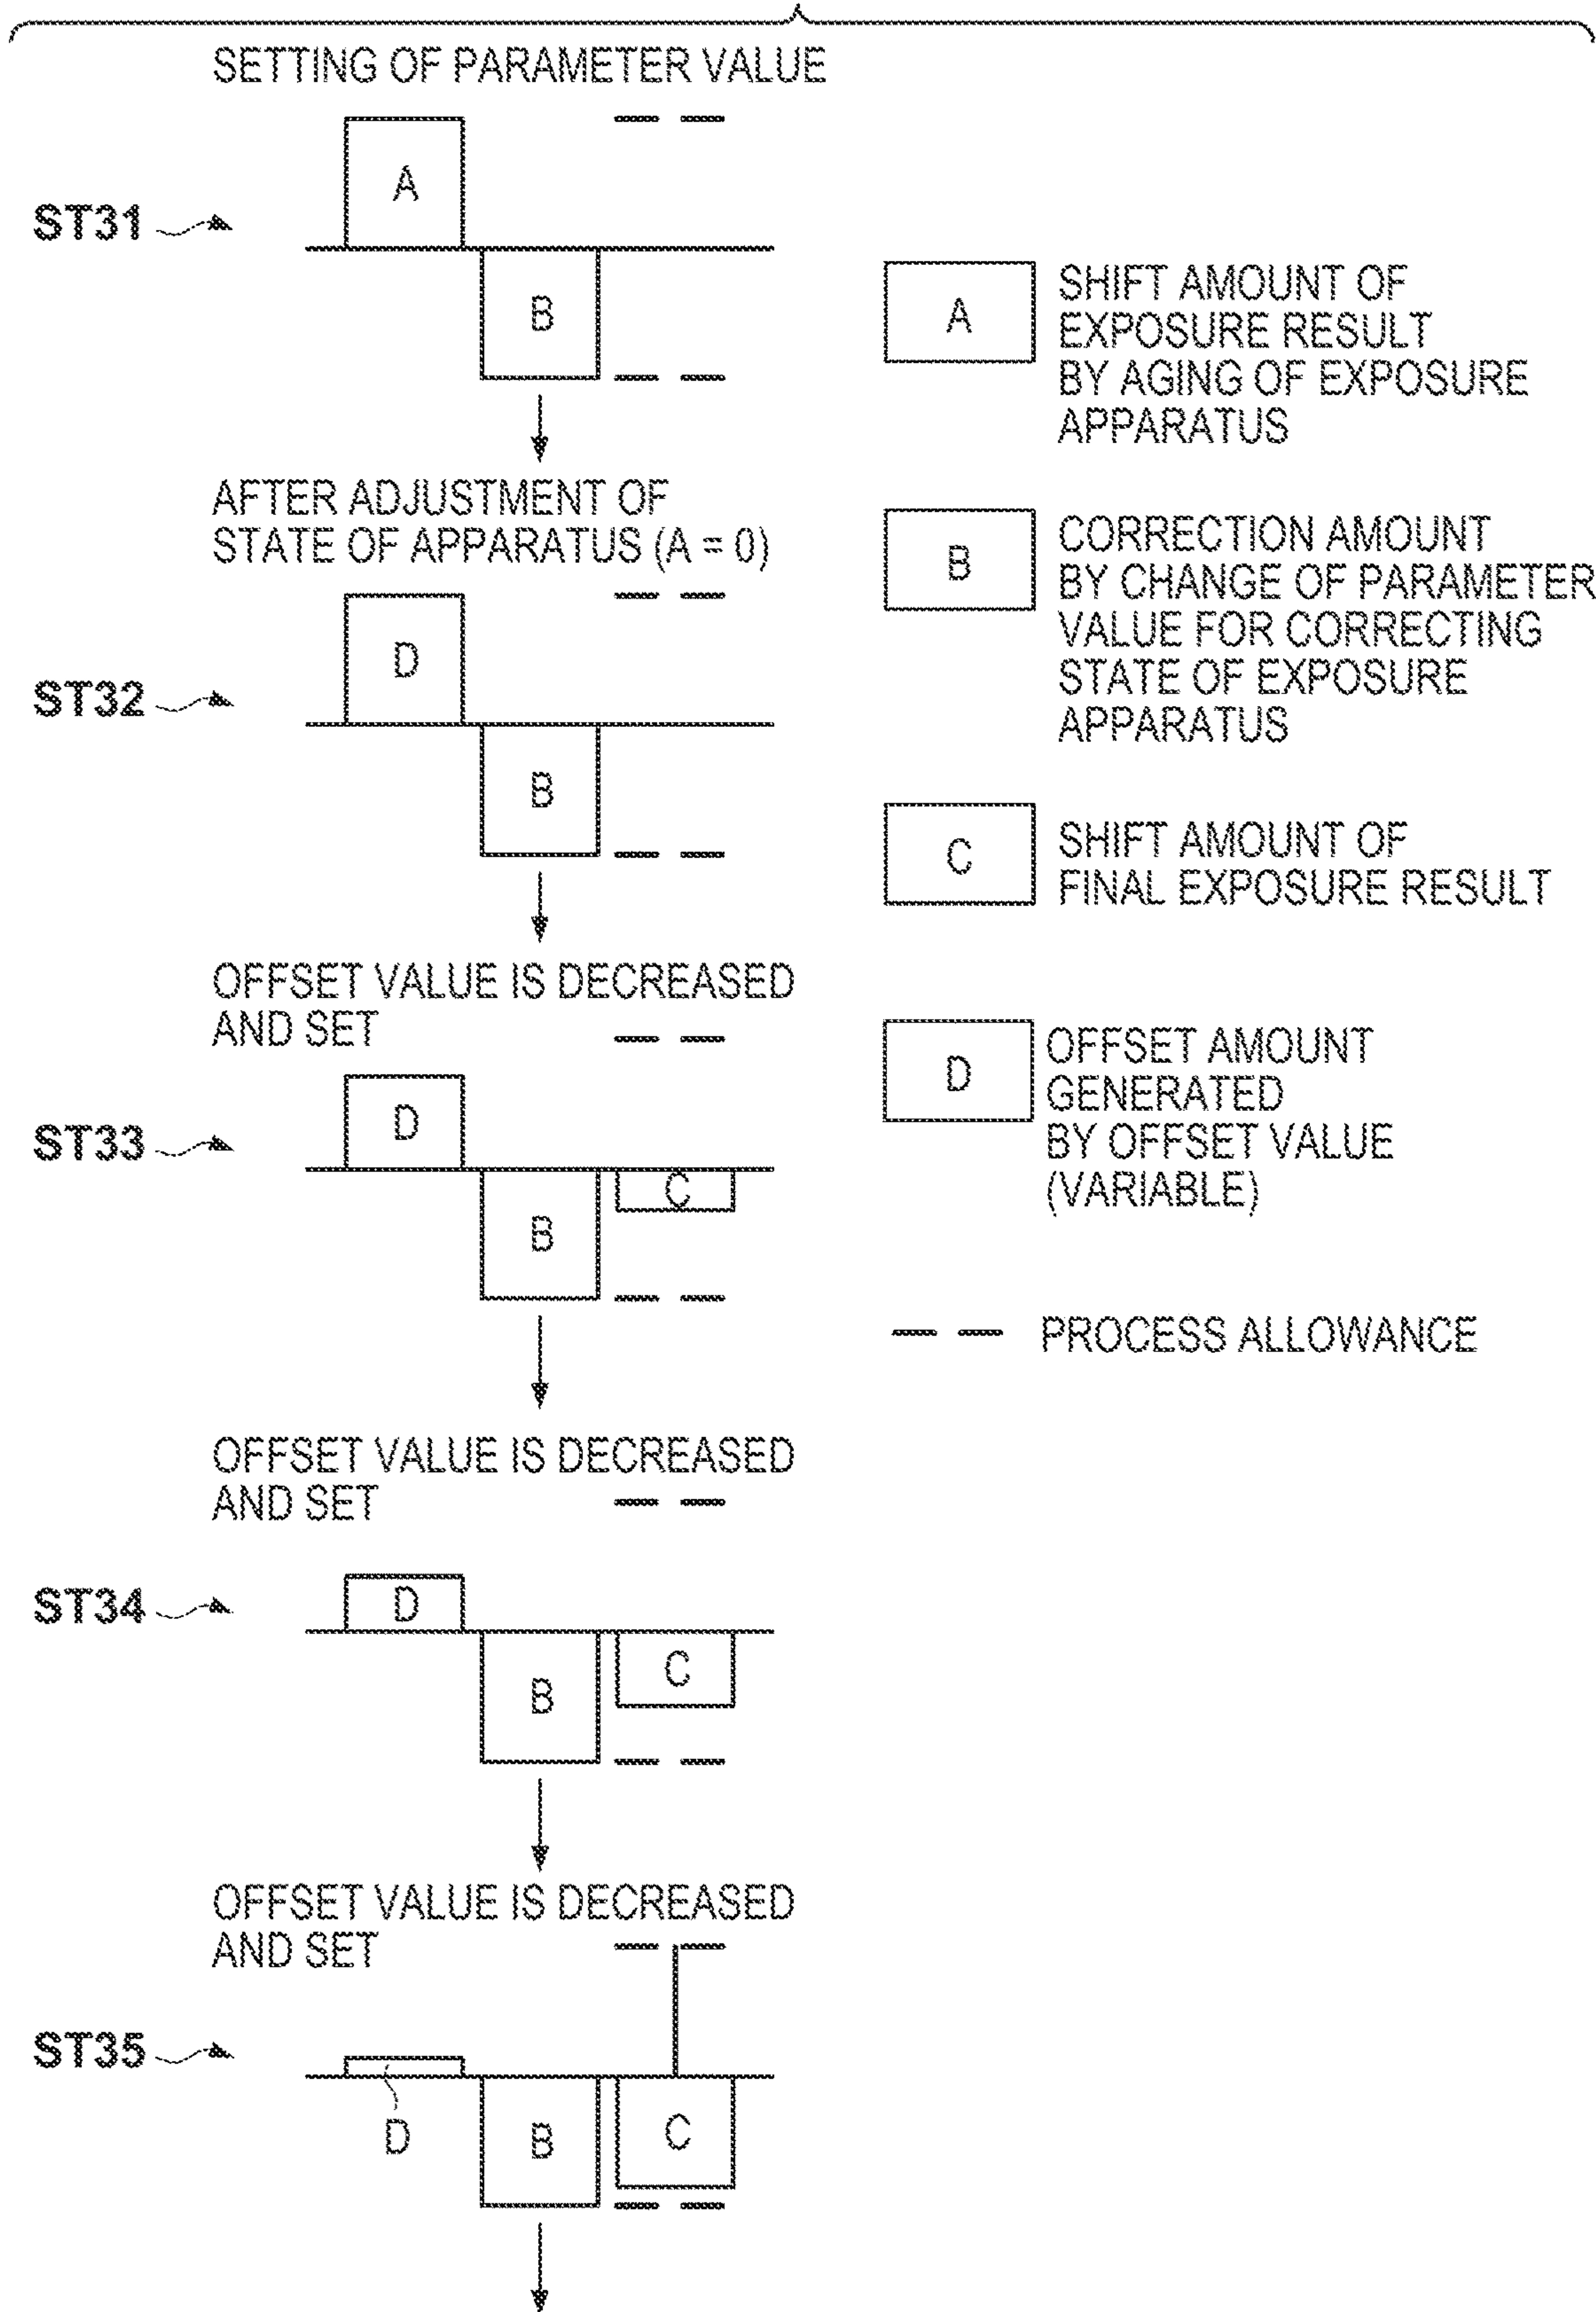 SETTING OF PARAMETER VALUE
A
ST31
B
AFTER ADJUSTMENT OF
STATE OF APPARATUS (A = 0)
D
ST32
B
OFFSET VALUE IS DECREASED
AND SET
D
ST33
C
B
OFFSET VALUE IS DECREASED
AND SET
D
ST34
C
B
OFFSET VALUE IS DECREASED
AND SET
ST35
D
B
C
A
SHIFT AMOUNT OF
EXPOSURE RESULT
BY AGING OF EXPOSURE
APPARATUS
B
CORRECTION AMOUNT
BY CHANGE OF PARAMETER
VALUE FOR CORRECTING
STATE OF EXPOSURE
APPARATUS
C
SHIFT AMOUNT OF
FINAL EXPOSURE RESULT
D
OFFSET AMOUNT
GENERATED
BY OFFSET VALUE
(VARIABLE)
PROCESS ALLOWANCE